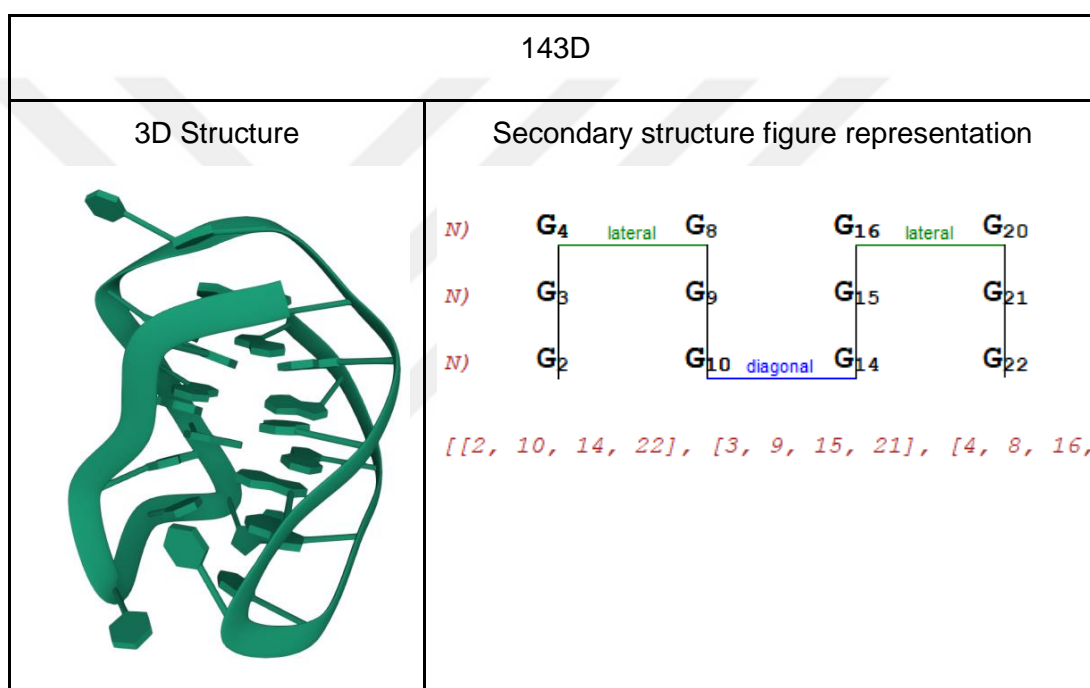 143D
3D Structure
Secondary structure figure representation
N) G4 lateral G8 G16 lateral G20
N) G3 G9 G15 G21
N) G2 G10 diagonal G14 G22
[[2, 10, 14, 22], [3, 9, 15, 21], [4, 8, 16,